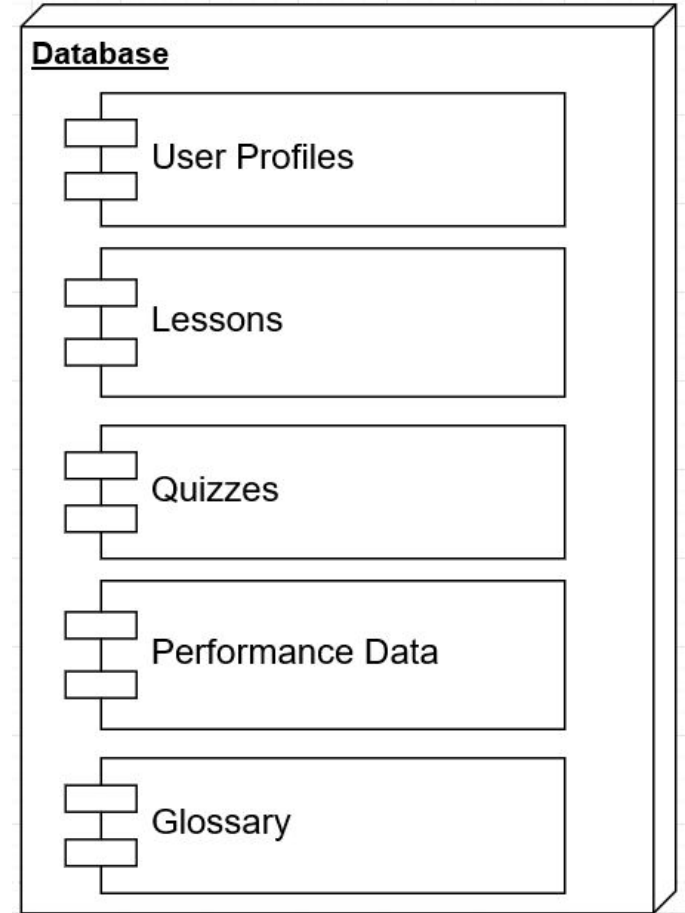 Database
User Profiles
Lessons
Quizzes
Performance Data
Glossary